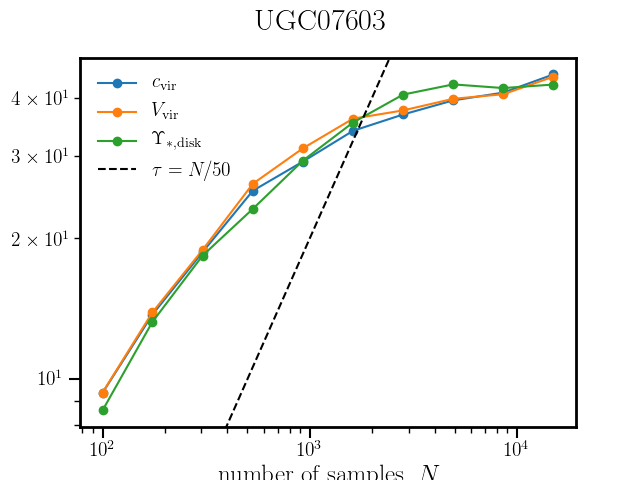 UGC07603
c_vir
V_vir
Υ_*,disk
τ = N/50
4 × 10^1
3 × 10^1
2 × 10^1
10^1
10^2 10^3 10^4
number of samples, N